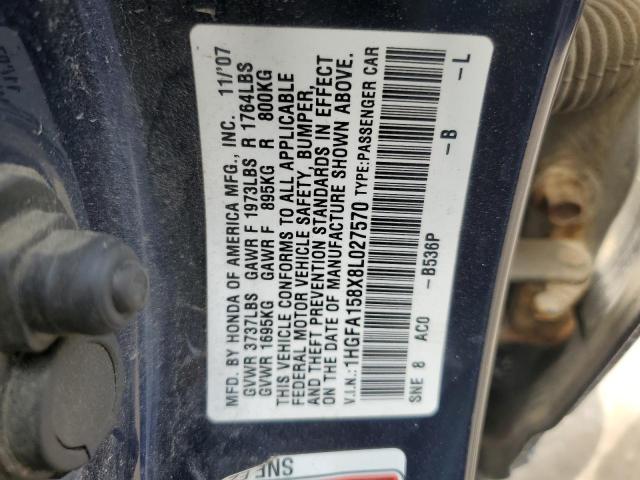 MFD. BY HONDA OF AMERICA MFG., INC. 11/'07
GVWR 3737LBS GAWR F 1973LBS R 1764LBS
GVWR 1695KG GAWR F 895KG R 800KG
THIS VEHICLE CONFORMS TO ALL APPLICABLE
FEDERAL MOTOR VEHICLE SAFETY, BUMPER,
AND THEFT PREVENTION STANDARDS IN EFFECT
ON THE DATE OF MANUFACTURE SHOWN ABOVE.
V.I.N.:1HGFA158X8L027570 TYPE:PASSENGER CAR
SNE 8 AC0 -B536P -B -L
SNE